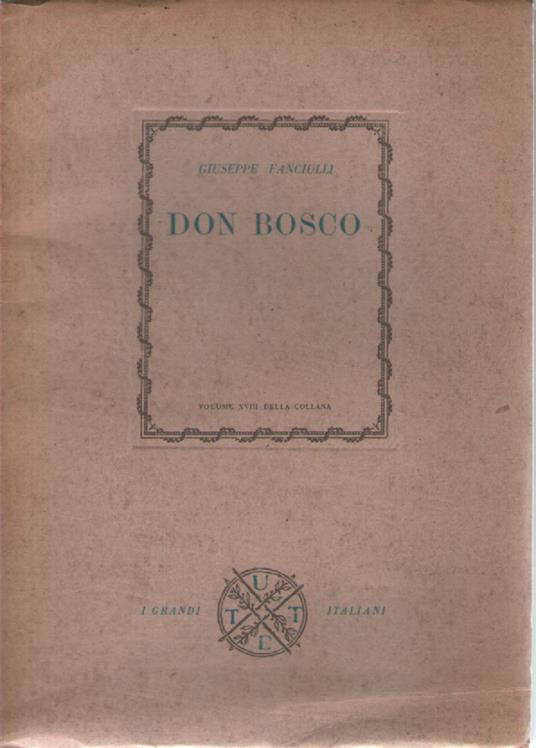 GIUSEPPE FANCIULLI
DON BOSCO
VOLUME XVIII DELLA COLLANA
I GRANDI ITALIANI
U T E T